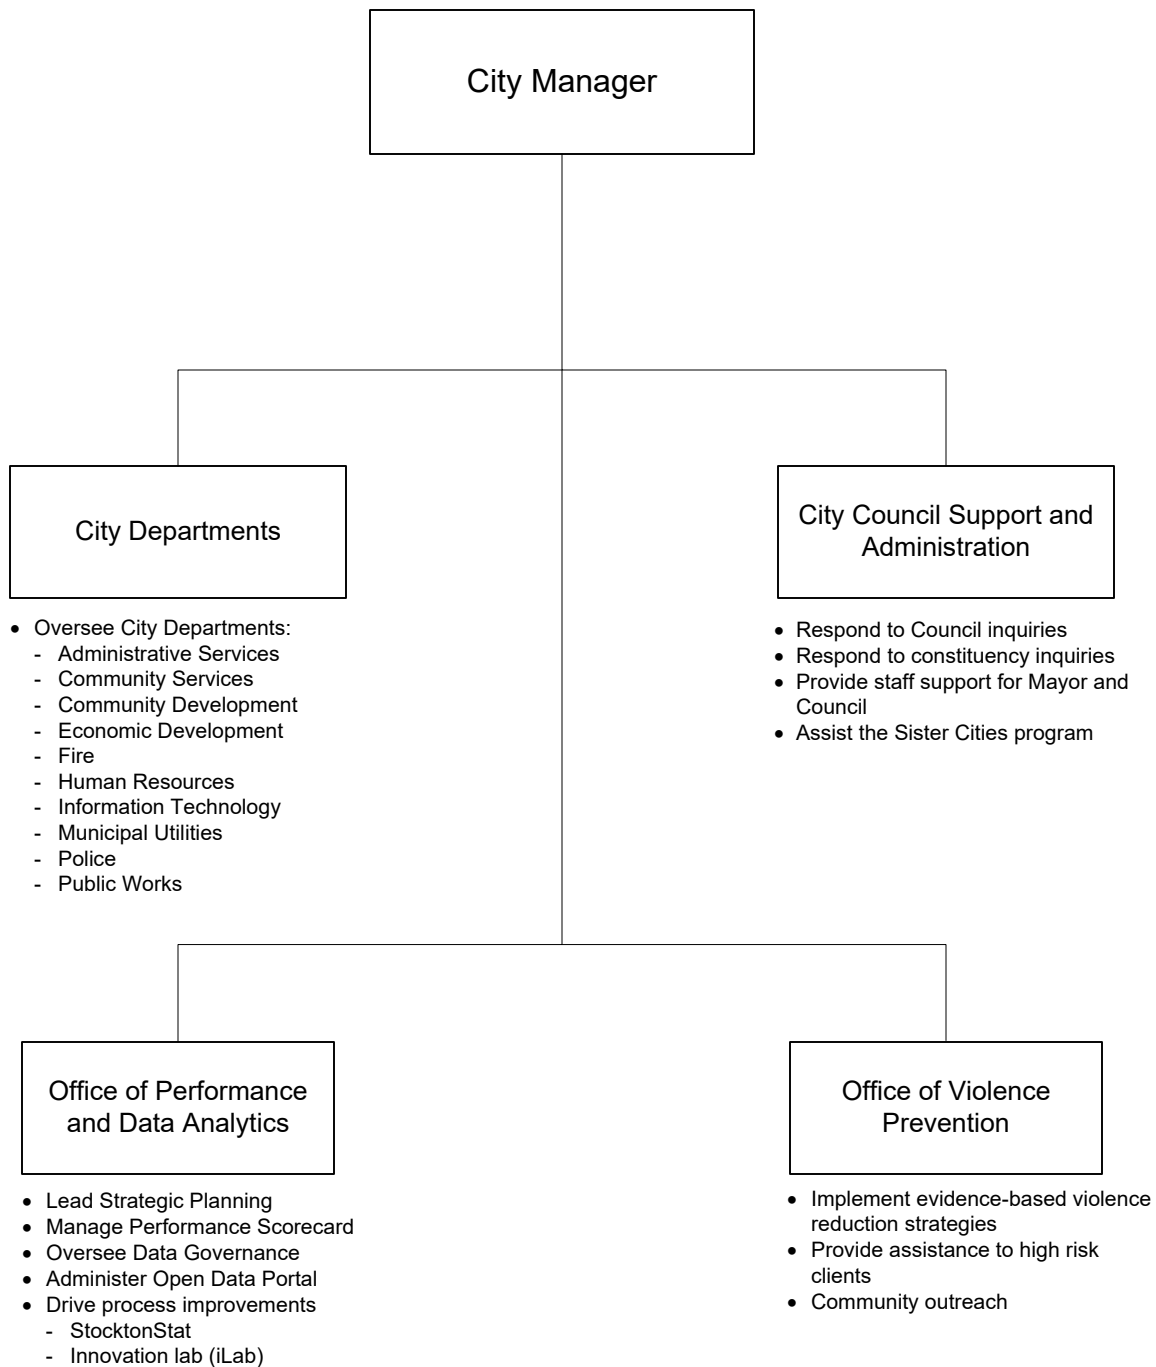 City Manager
City Departments
• Oversee City Departments:
- Administrative Services
- Community Services
- Community Development
- Economic Development
- Fire
- Human Resources
- Information Technology
- Municipal Utilities
- Police
- Public Works
City Council Support and
Administration
• Respond to Council inquiries
• Respond to constituency inquiries
• Provide staff support for Mayor and
Council
• Assist the Sister Cities program
Office of Performance
and Data Analytics
• Lead Strategic Planning
• Manage Performance Scorecard
• Oversee Data Governance
• Administer Open Data Portal
• Drive process improvements
- StocktonStat
- Innovation lab (iLab)
Office of Violence
Prevention
• Implement evidence-based violence
reduction strategies
• Provide assistance to high risk
clients
• Community outreach